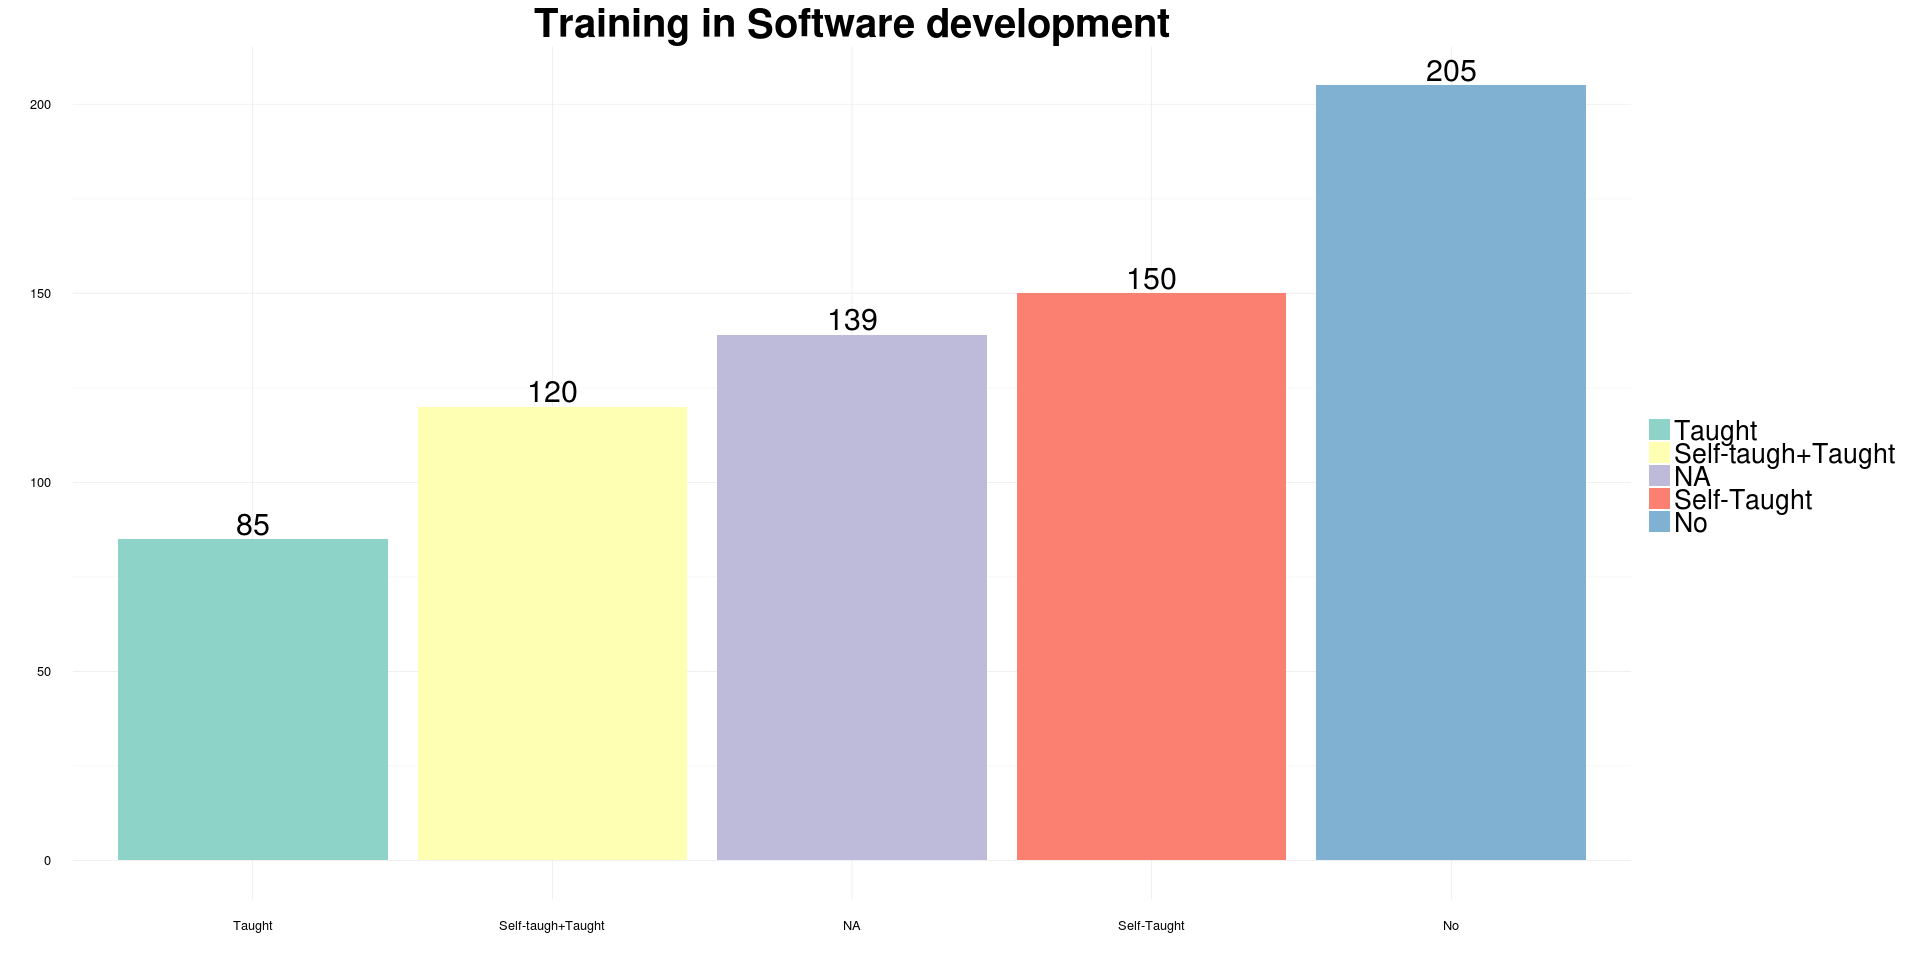 Training in Software development
205
200
150
150
139
120
100
85
50
0
Taught
Self-taugh+Taught
NA
Self-Taught
No
Taught
Self-taugh+Taught
NA
Self-Taught
No